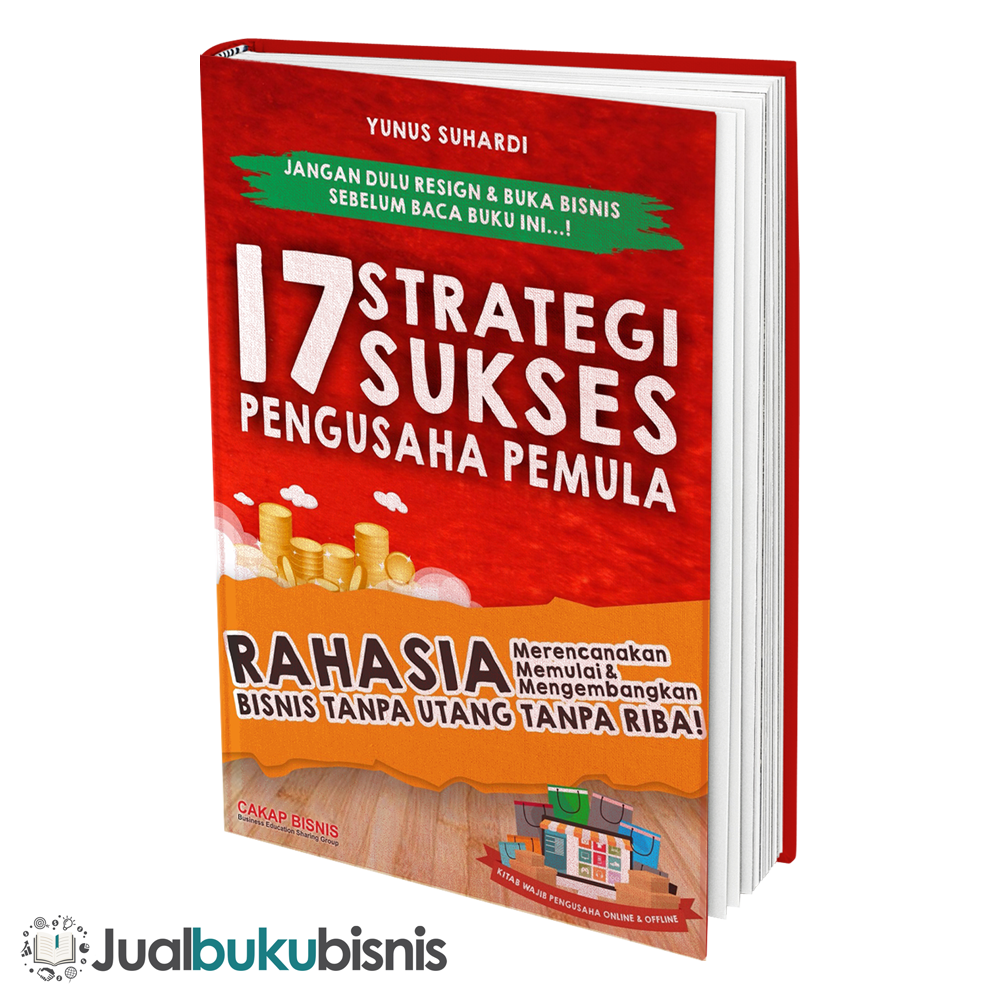 YUNUS SUHARDI
JANGAN DULU RESIGN & BUKA BISNIS
SEBELUM BACA BUKU INI...!
17 STRATEGI
SUKSES
PENGUSAHA PEMULA
RAHASIA Merencanakan
Memulai &
Mengembangkan
BISNIS TANPA UTANG TANPA RIBA!
CAKAP BISNIS
Business Education Sharing Group
KITAB WAJIB PENGUSAHA ONLINE & OFFLINE
Jualbukubisnis